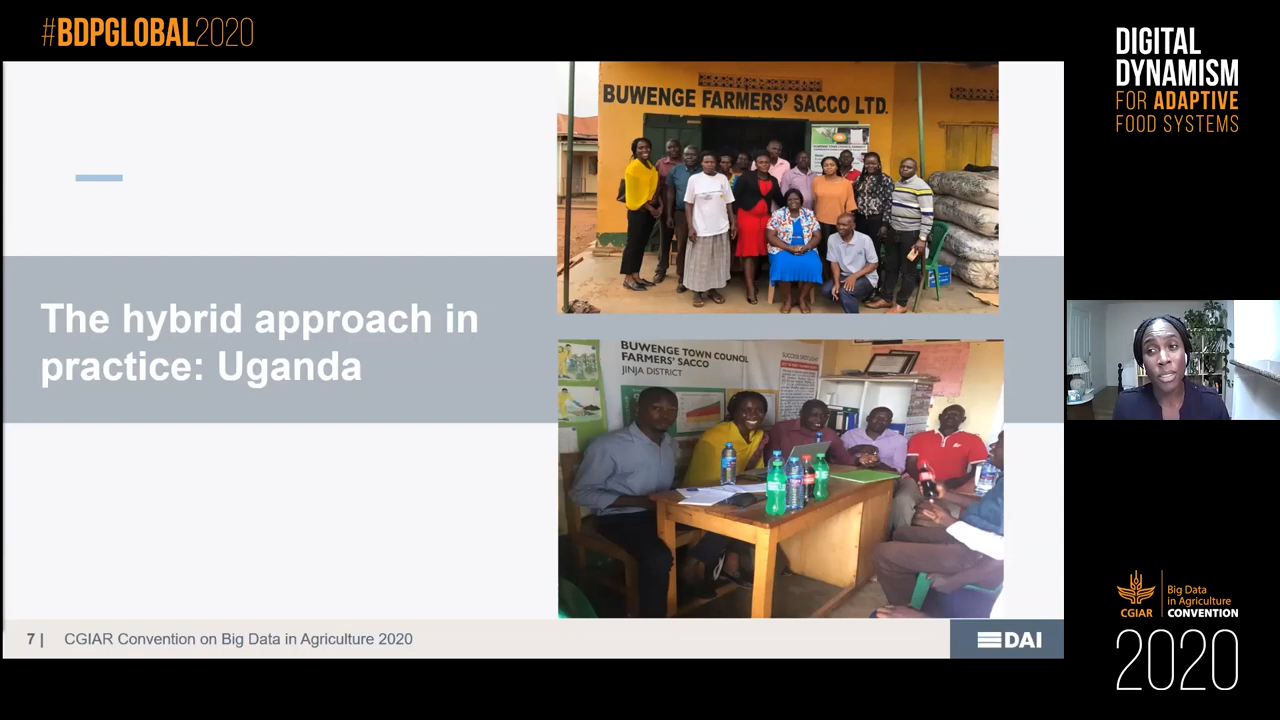 #BDPGLOBAL2020
DIGITAL
DYNAMISM
FOR ADAPTIVE
FOOD SYSTEMS
The hybrid approach in
practice: Uganda
BUWENGE FARMERS' SACCO LTD.
BUWENGE TOWN COUNCIL
FARMERS' SACCO
JINJA DISTRICT
7 | CGIAR Convention on Big Data in Agriculture 2020
DAI
CGIAR
Big Data
in Agriculture
CONVENTION
2020